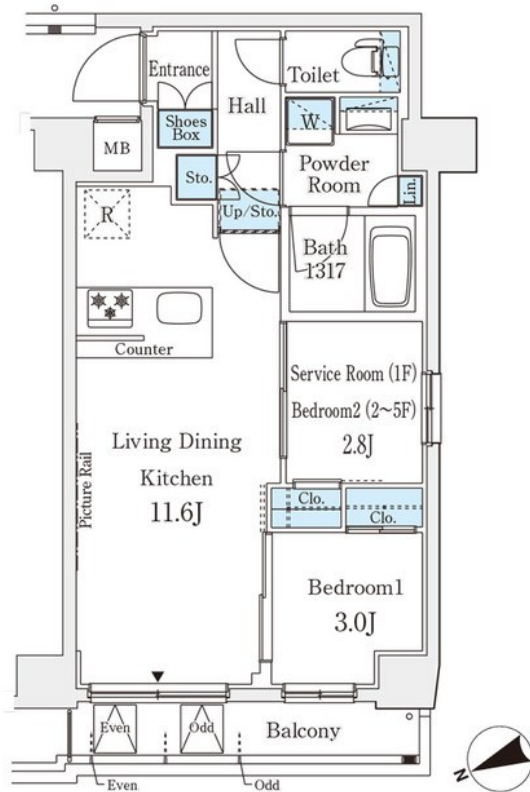 Entrance
Toilet
Hall
Shoes
Box
W
MB
Sto.
Powder
Room
Lin.
R
Up/Sto.
Bath
1317
Counter
Service Room (1F)
Bedroom2 (2~5F)
2.8J
Living Dining
Kitchen
11.6J
Picture Rail
Clo.
Clo.
Bedroom1
3.0J
Even
Odd
Balcony
Even
Odd
N